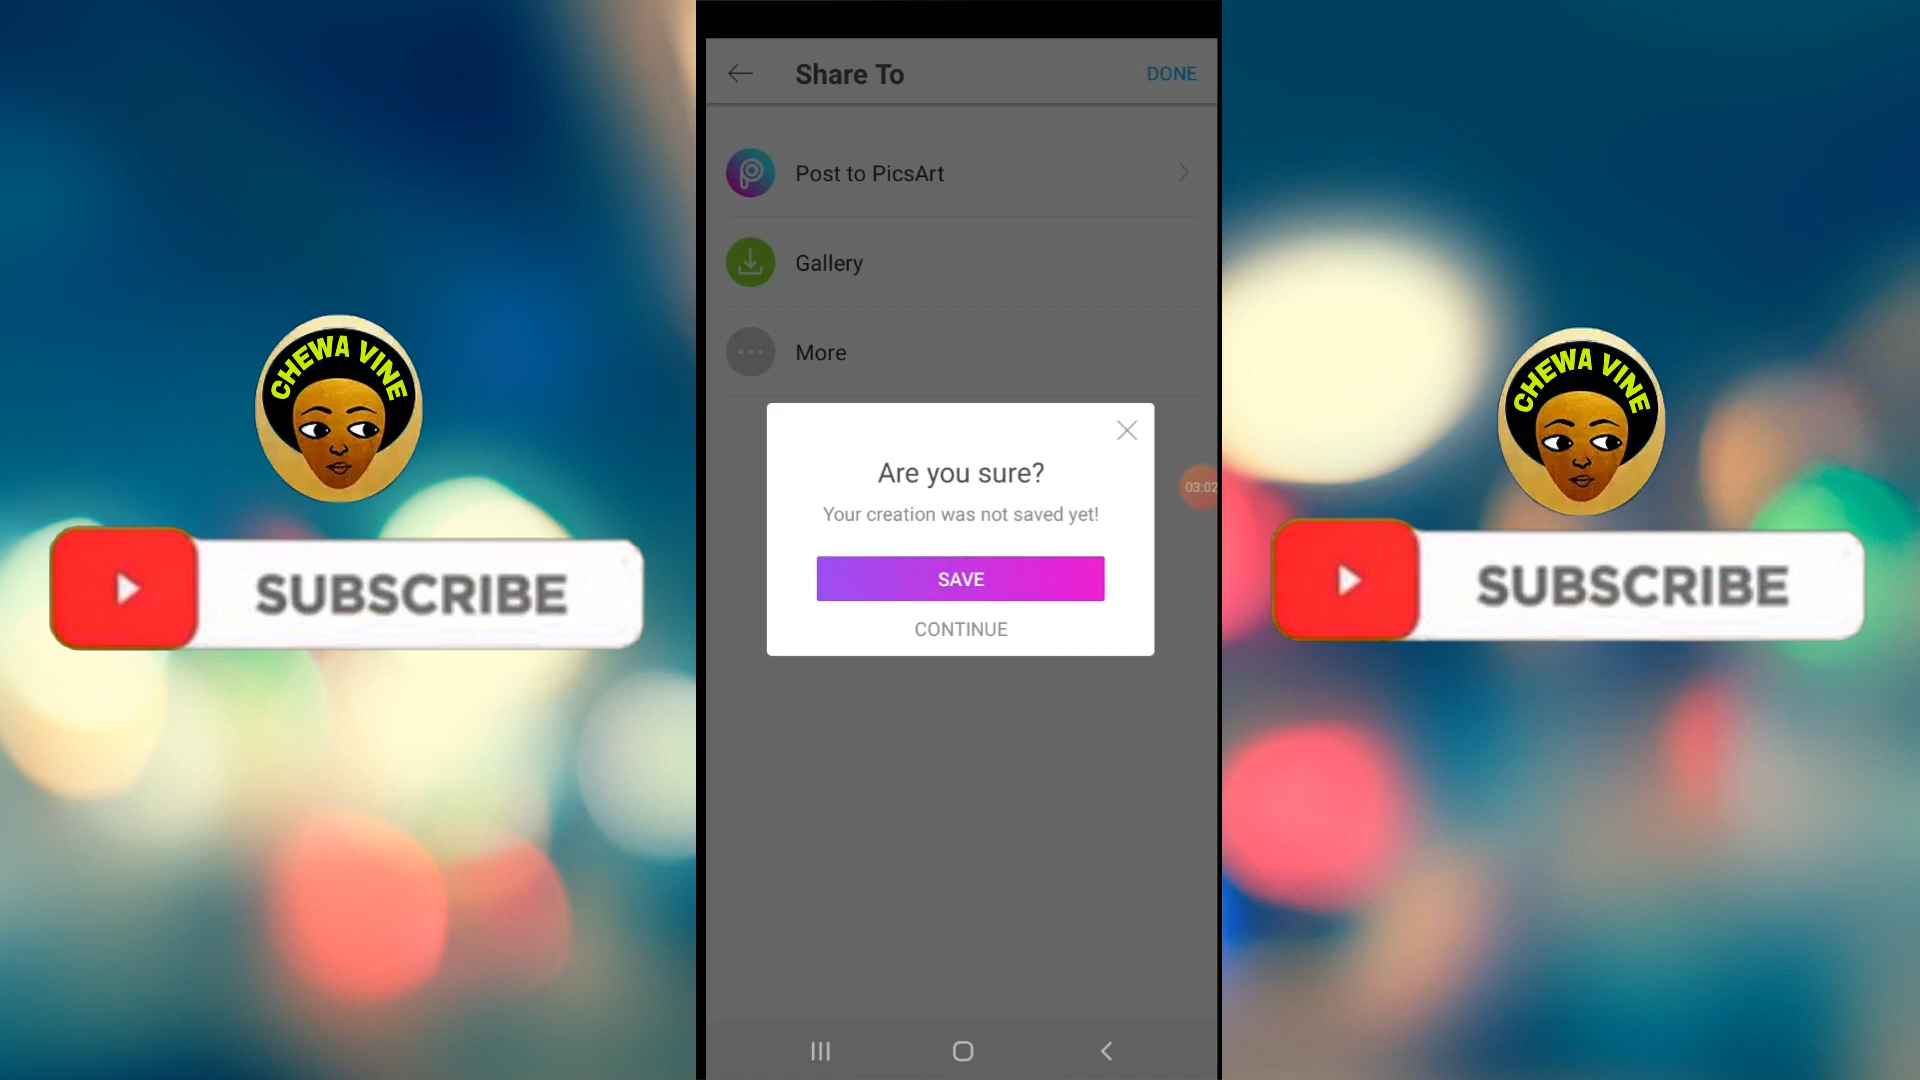 CHEWA VINE
SUBSCRIBE
Share To
DONE
Post to PicsArt
Gallery
More
Are you sure?
Your creation was not saved yet!
SAVE
CONTINUE
03:02
CHEWA VINE
SUBSCRIBE